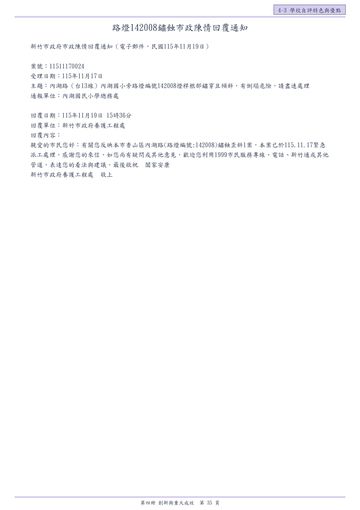 4-3 學校自評特色與優點
路燈142008鏽蝕市政陳情回覆通知
新竹市政府市政陳情回覆通知（電子郵件，民國115年11月19日）
案號：11511170024
受理日期：115年11月17日
主題：內湖路（台13線）內湖國小旁路燈編號142008燈桿根部鏽穿且傾斜，有倒塌危險，請盡速處理
通報單位：內湖國民小學總務處
回覆日期：115年11月19日 15時36分
回覆單位：新竹市政府養護工程處
回覆內容：
親愛的市民您好：有關您反映本市香山區內湖路(路燈編號:142008)鏽蝕歪斜1案，本案已於115.11.17緊急
派工處理，感謝您的來信，如您尚有疑問或其他意見，歡迎您利用1999市民服務專線、電話、新竹通或其他
管道，表達您的看法與建議，最後敬祝　闔家安康
新竹市政府養護工程處　敬上
第四冊 創新與重大成效　第 35 頁